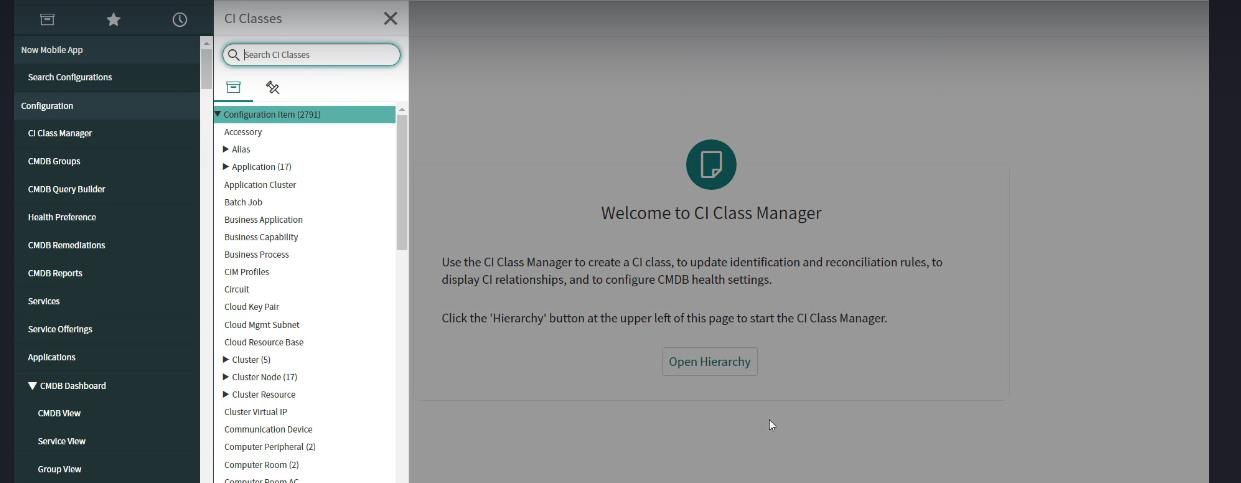 Now Mobile App
Search Configurations
Configuration
CI Class Manager
CMDB Groups
CMDB Query Builder
Health Preference
CMDB Remediations
CMDB Reports
Services
Service Offerings
Applications
CMDB Dashboard
CMDB View
Service View
Group View
CI Classes
Search CI Classes
Configuration Item (2791)
Accessory
Alias
Application (17)
Application Cluster
Batch Job
Business Application
Business Capability
Business Process
CIM Profiles
Circuit
Cloud Key Pair
Cloud Mgmt Subnet
Cloud Resource Base
Cluster (5)
Cluster Node (17)
Cluster Resource
Cluster Virtual IP
Communication Device
Computer Peripheral (2)
Computer Room (2)
Computer Room AC
Welcome to CI Class Manager
Use the CI Class Manager to create a CI class, to update identification and reconciliation rules, to
display CI relationships, and to configure CMDB health settings.
Click the 'Hierarchy' button at the upper left of this page to start the CI Class Manager.
Open Hierarchy